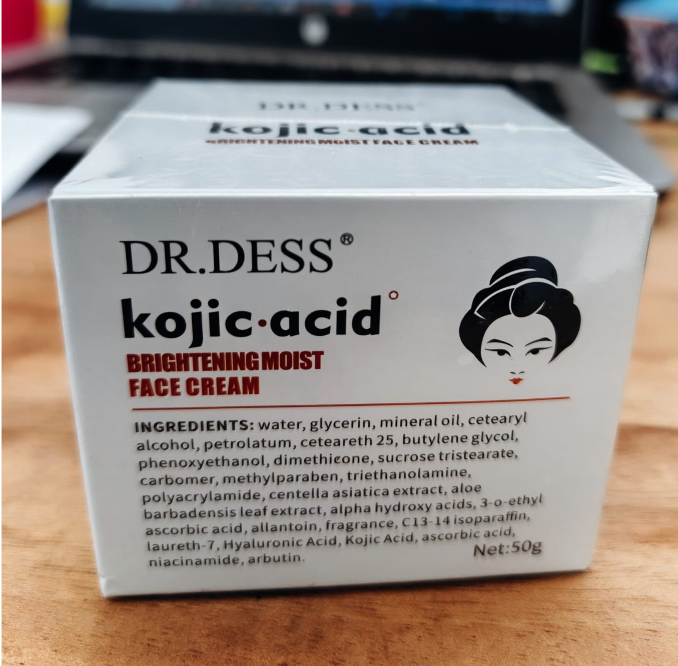 DR.DESS
kojic·acid
BRIGHTENING MOIST FACE CREAM
DR.DESS®
kojic·acid°
BRIGHTENING MOIST
FACE CREAM
INGREDIENTS: water, glycerin, mineral oil, cetearyl
alcohol, petrolatum, ceteareth 25, butylene glycol,
phenoxyethanol, dimethicone, sucrose tristearate,
carbomer, methylparaben, triethanolamine,
polyacrylamide, centella asiatica extract, aloe
barbadensis leaf extract, alpha hydroxy acids, 3-o-ethyl
ascorbic acid, allantoin, fragrance, C13-14 isoparaffin,
laureth-7, Hyaluronic Acid, Kojic Acid, ascorbic acid,
niacinamide, arbutin.
Net:50g